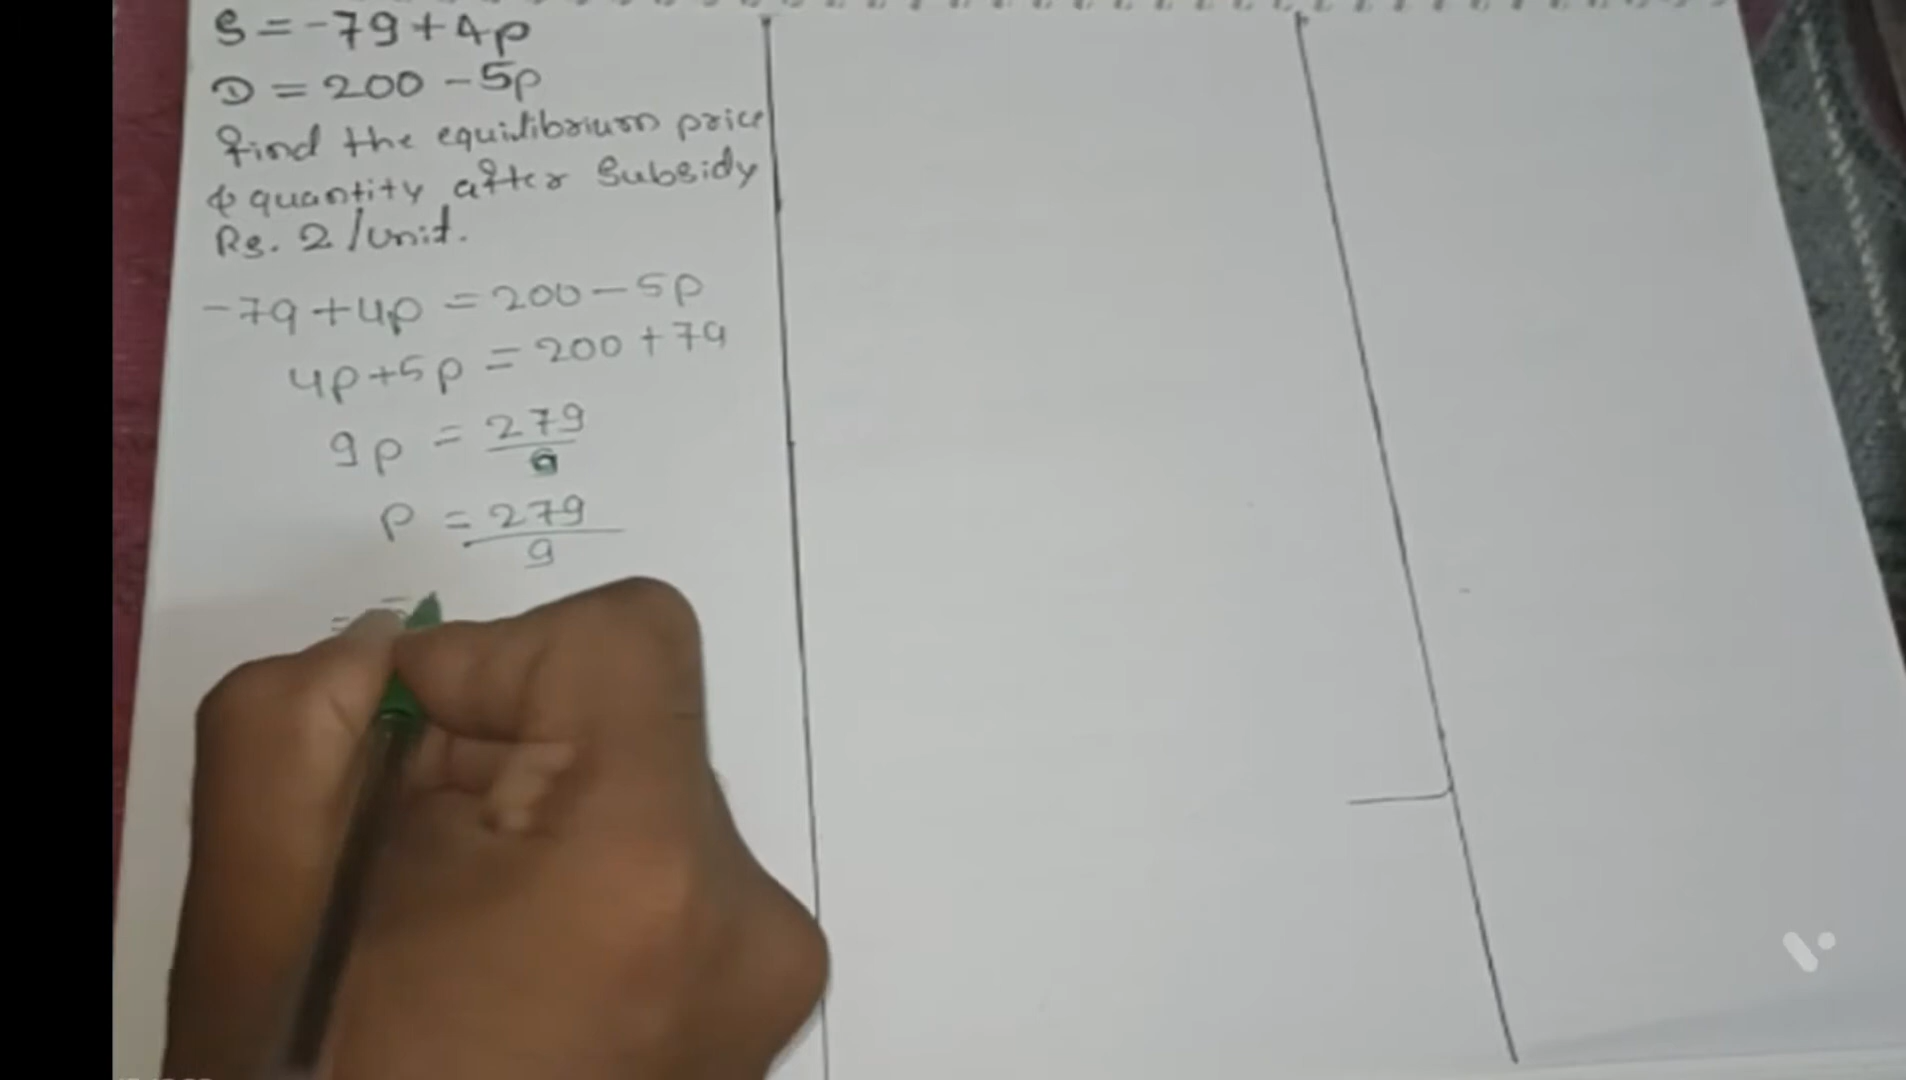 S = -79 + 4p
D = 200 - 5p
find the equilibrium price
& quantity after Subsidy
Rs. 2 / unit.
-79 + 4p = 200 - 5p
4p + 5p = 200 + 79
9p = 279/9
P = 279/9
=